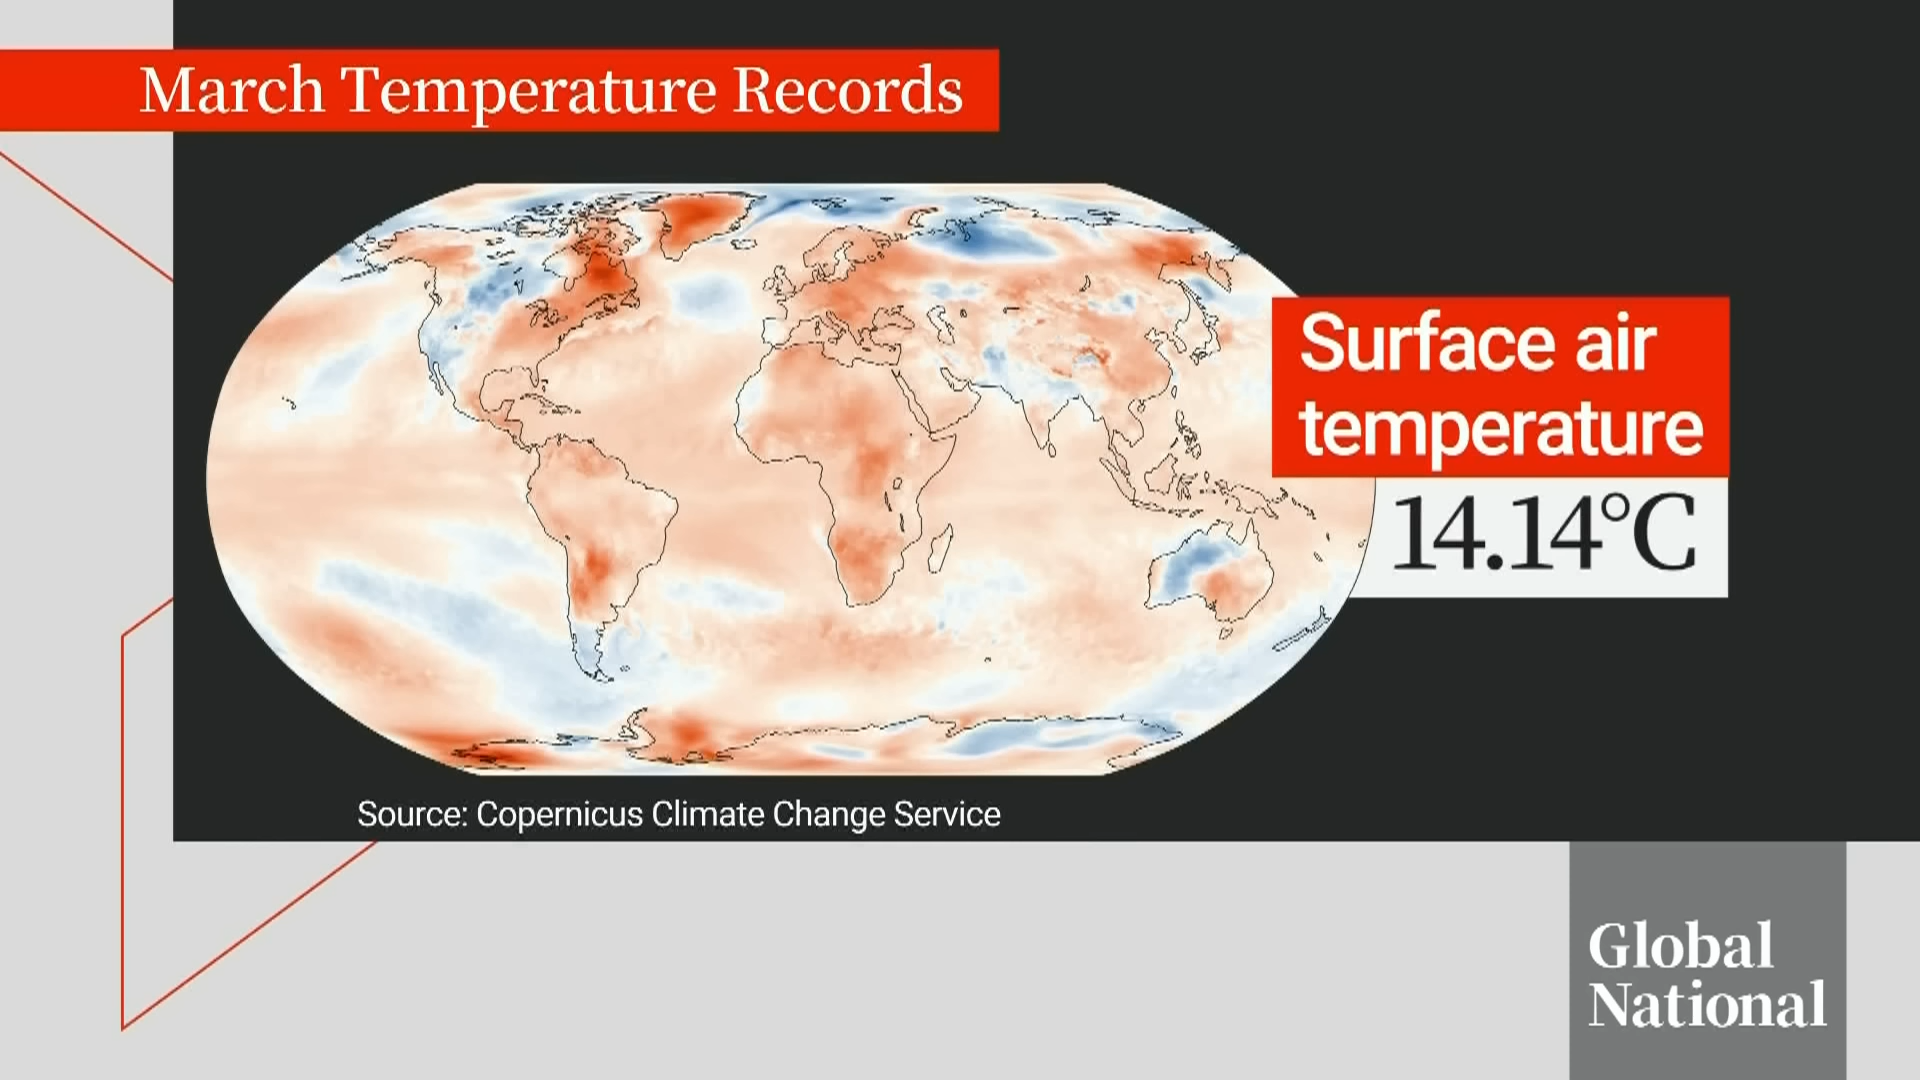 March Temperature Records
Surface air
temperature
14.14°C
Source: Copernicus Climate Change Service
Global
National